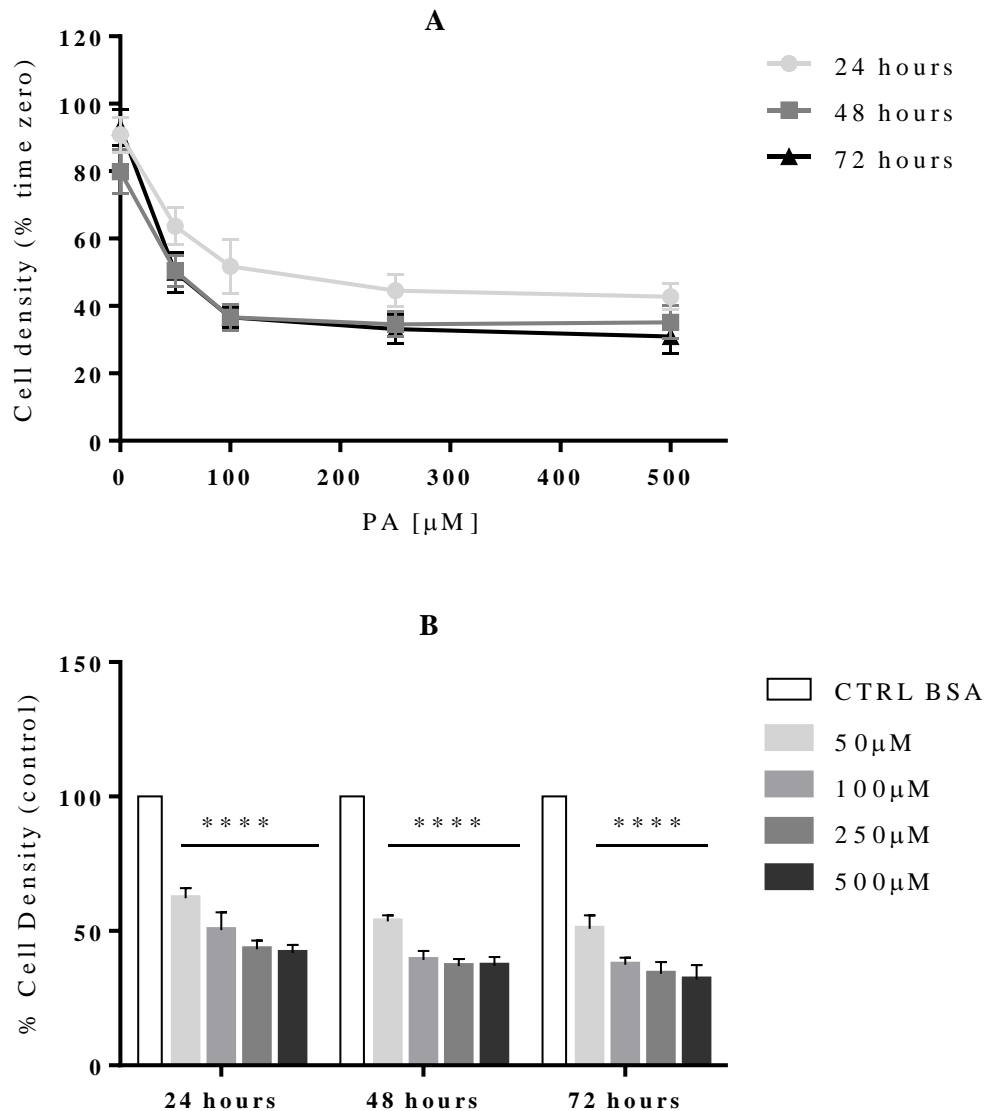 A
Cell density (% time zero)
120
100
80
60
40
20
0
0 100 200 300 400 500
PA [μM]
24 hours
48 hours
72 hours
B
% Cell Density (control)
150
100
50
0
**** **** ****
24 hours 48 hours 72 hours
CTRL BSA
50μM
100μM
250μM
500μM